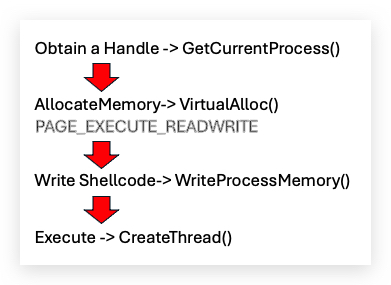 Obtain a Handle -> GetCurrentProcess()
AllocateMemory-> VirtualAlloc()
PAGE_EXECUTE_READWRITE
Write Shellcode-> WriteProcessMemory()
Execute -> CreateThread()